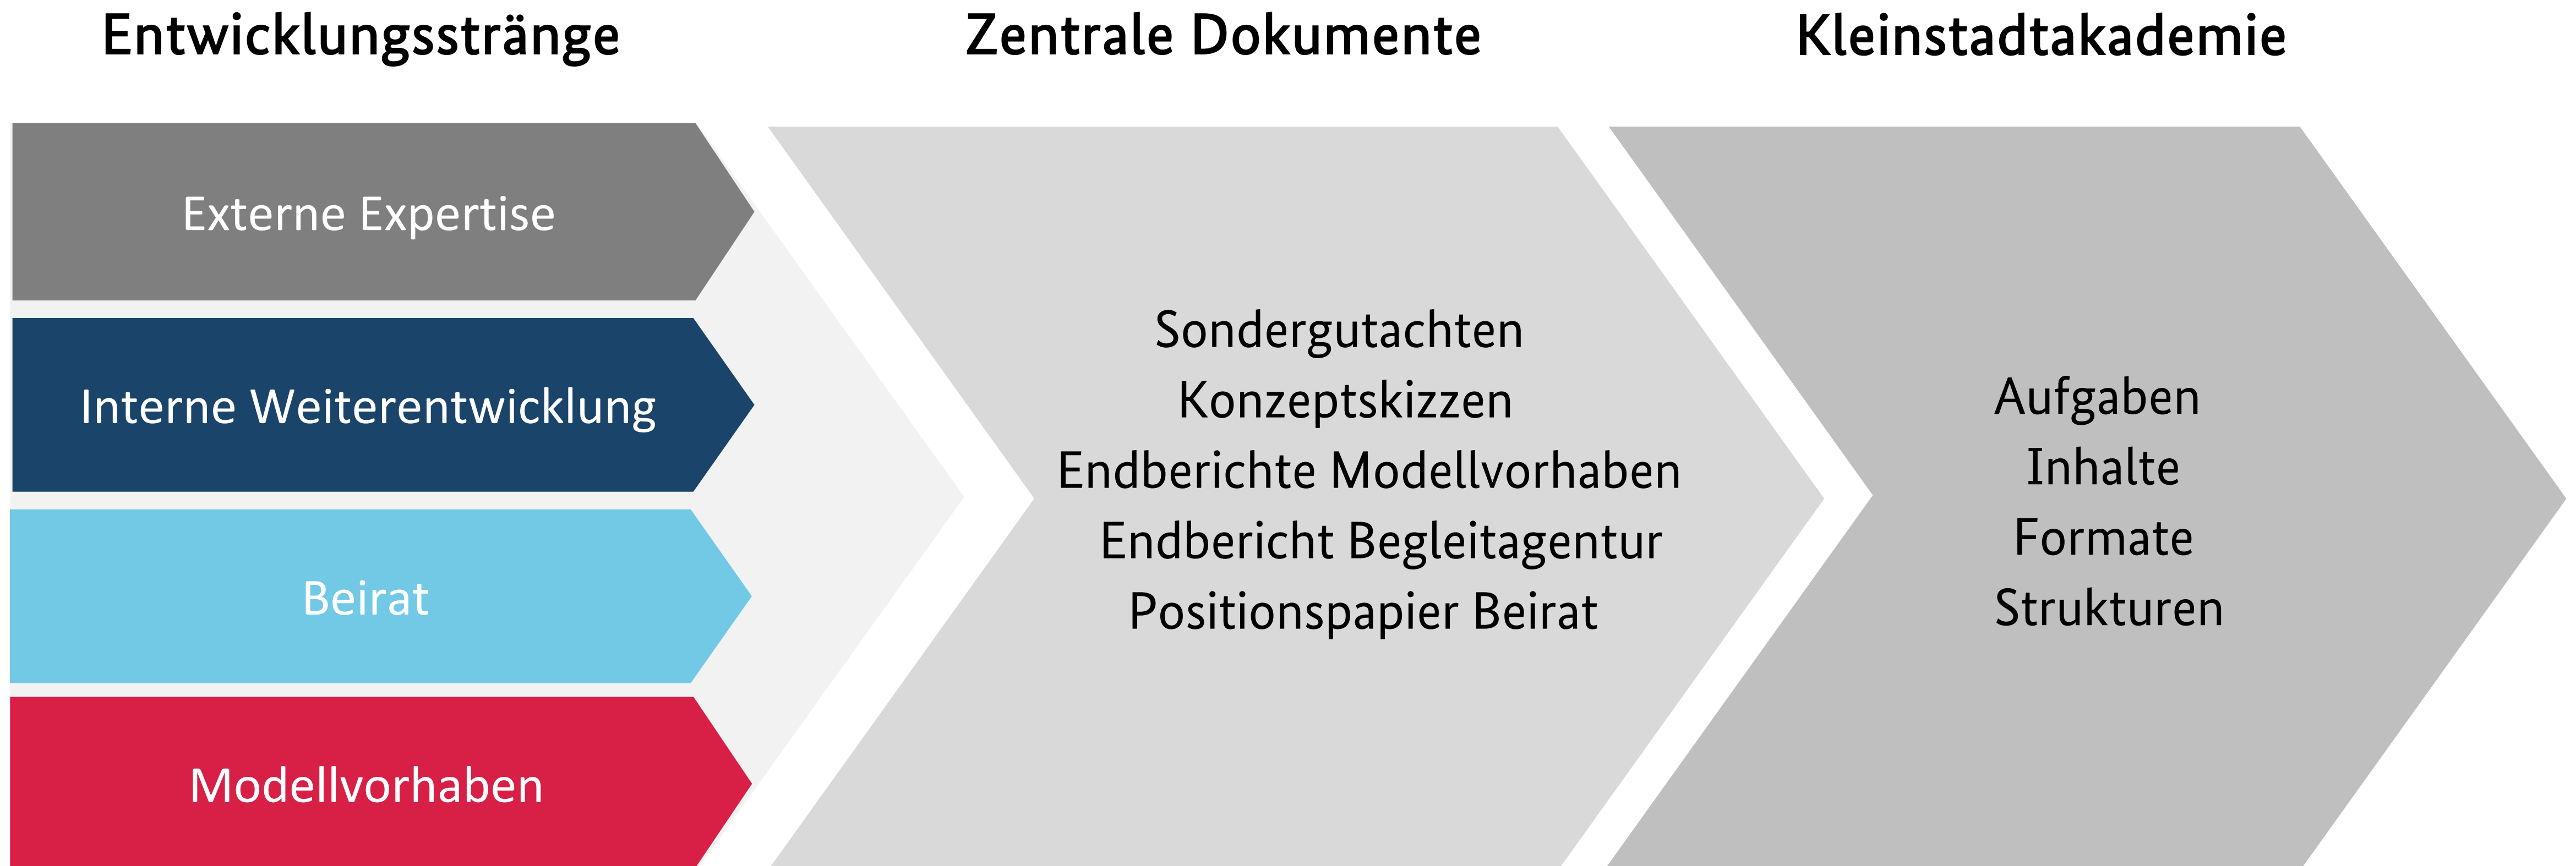 Entwicklungsstränge
Externe Expertise
Interne Weiterentwicklung
Beirat
Modellvorhaben
Zentrale Dokumente
Sondergutachten
Konzeptskizzen
Endberichte Modellvorhaben
Endbericht Begleitagentur
Positionspapier Beirat
Kleinstadtakademie
Aufgaben
Inhalte
Formate
Strukturen